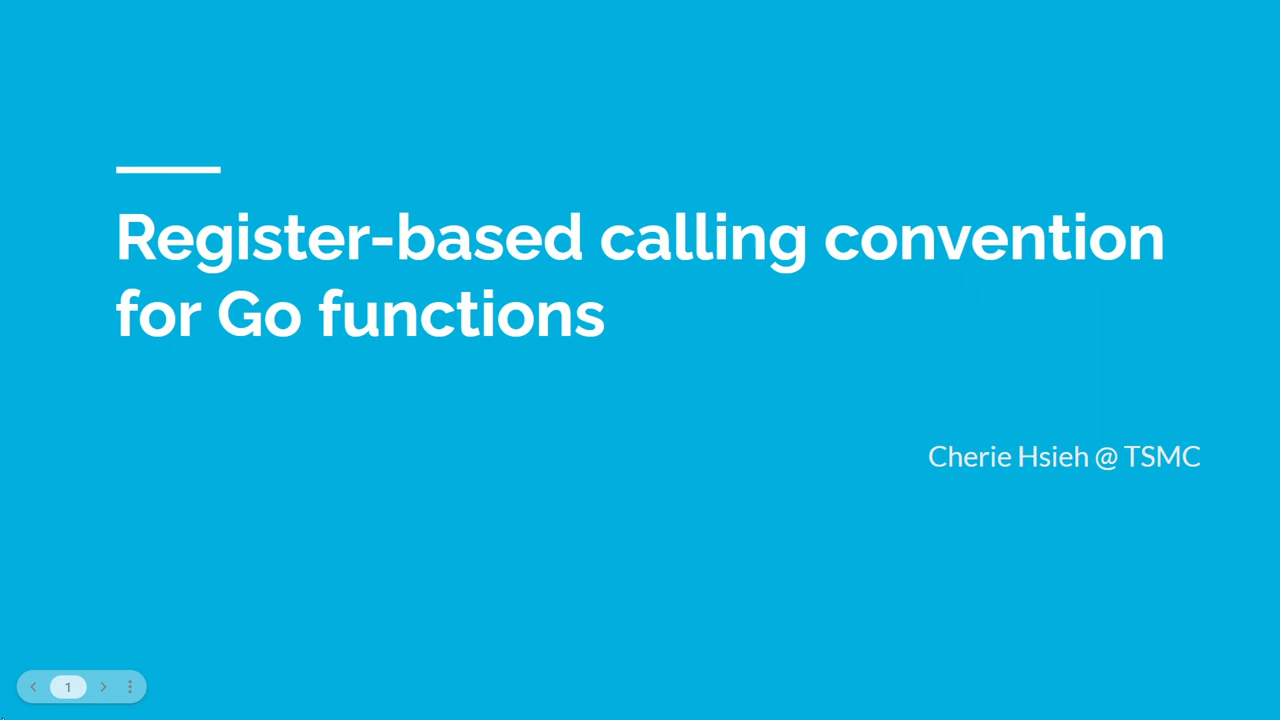 Register-based calling convention
for Go functions
Cherie Hsieh @ TSMC
1